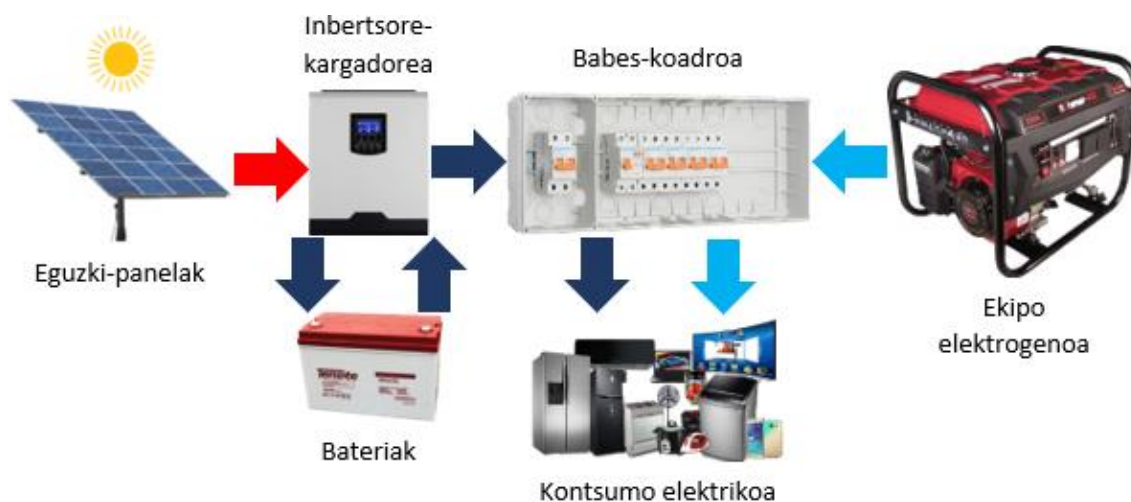 Inbertsore-
kargadorea
Babes-koadroa
Eguzki-panelak
Ekipo
elektrogenoa
Bateriak
Kontsumo elektrikoa